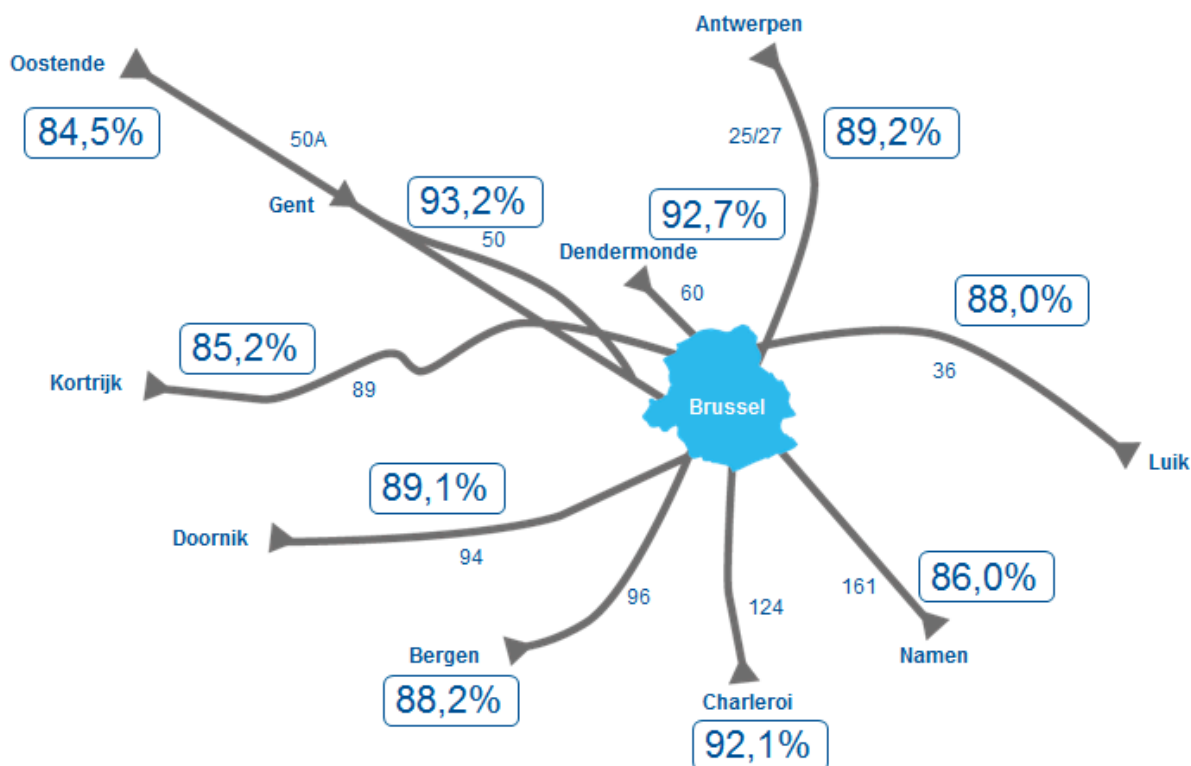 Antwerpen
Oostende
84,5%
50A
25/27
89,2%
Gent
93,2%
50
92,7%
Dendermonde
60
88,0%
36
85,2%
Kortrijk
89
Brussel
Luik
89,1%
Doornik
94
96
124
161
86,0%
Bergen
88,2%
Namen
Charleroi
92,1%